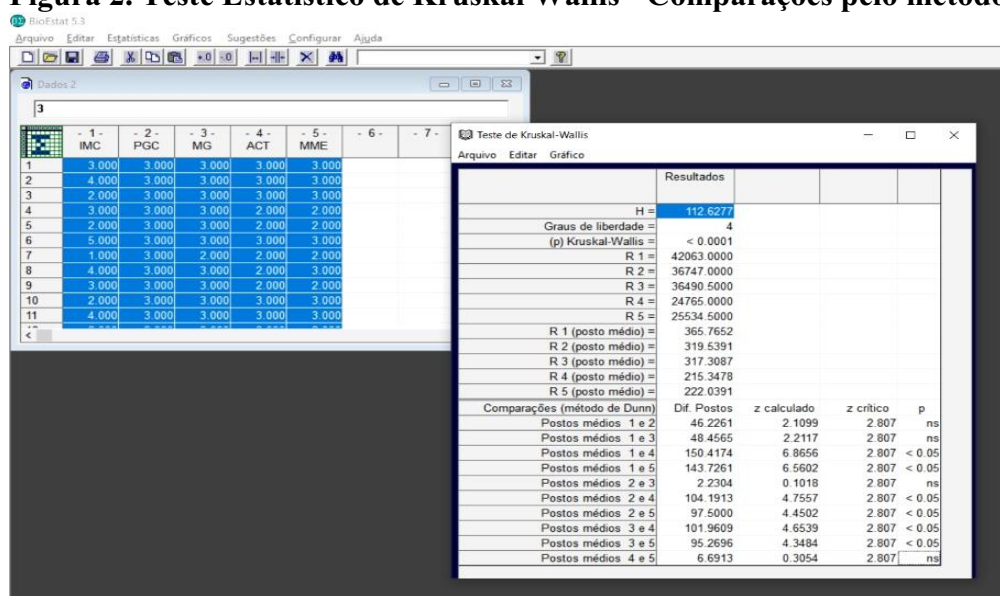 Figura 2. Teste Estatístico de Kruskal Wallis - Comparações pelo método
BioEstat 5.3
Arquivo Editar Estatísticas Gráficos Sugestões Configurar Ajuda
Dados 2
3
- 1 - - 2 - - 3 - - 4 - - 5 - - 6 - - 7 -
IMC PGC MG ACT MME
1 3.000 3.000 3.000 3.000 3.000
2 4.000 3.000 3.000 3.000 3.000
3 2.000 3.000 3.000 3.000 3.000
4 3.000 3.000 3.000 2.000 2.000
5 2.000 3.000 3.000 3.000 2.000
6 5.000 3.000 3.000 3.000 2.000
7 1.000 3.000 2.000 2.000 2.000
8 4.000 3.000 3.000 2.000 3.000
9 3.000 3.000 3.000 2.000 2.000
10 2.000 3.000 3.000 3.000 3.000
11 4.000 3.000 3.000 2.000 3.000
Teste de Kruskal-Wallis
Arquivo Editar Gráfico
Resultados
H = 112.6277
Graus de liberdade = 4
(p) Kruskal-Wallis = < 0.0001
R 1 = 42063.0000
R 2 = 36747.0000
R 3 = 36490.5000
R 4 = 24765.0000
R 5 = 25534.5000
R 1 (posto médio) = 365.7652
R 2 (posto médio) = 319.5391
R 3 (posto médio) = 317.3087
R 4 (posto médio) = 215.3478
R 5 (posto médio) = 222.0391
Comparações (método de Dunn) Dif. Postos z calculado z crítico p
Postos médios 1 e 2 46.2261 2.1099 2.807 ns
Postos médios 1 e 3 48.4565 2.2117 2.807 ns
Postos médios 1 e 4 150.4174 6.8656 2.807 < 0.05
Postos médios 1 e 5 143.7261 6.5602 2.807 < 0.05
Postos médios 2 e 3 2.2304 0.1018 2.807 ns
Postos médios 2 e 4 104.1913 4.7557 2.807 < 0.05
Postos médios 2 e 5 97.5000 4.4502 2.807 < 0.05
Postos médios 3 e 4 101.9609 4.6539 2.807 < 0.05
Postos médios 3 e 5 95.2696 4.3484 2.807 < 0.05
Postos médios 4 e 5 6.6913 0.3054 2.807 ns